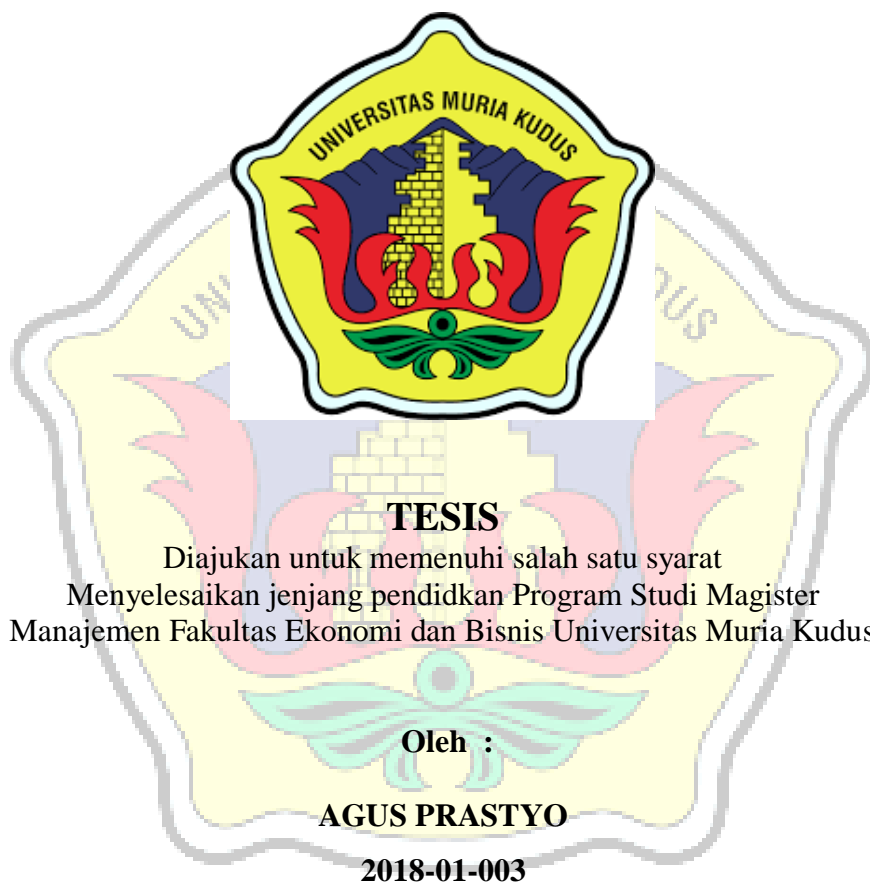 UNIVERSITAS MURIA KUDUS
TESIS
Diajukan untuk memenuhi salah satu syarat
Menyelesaikan jenjang pendidkan Program Studi Magister
Manajemen Fakultas Ekonomi dan Bisnis Universitas Muria Kudus
Oleh :
AGUS PRASTYO
2018-01-003